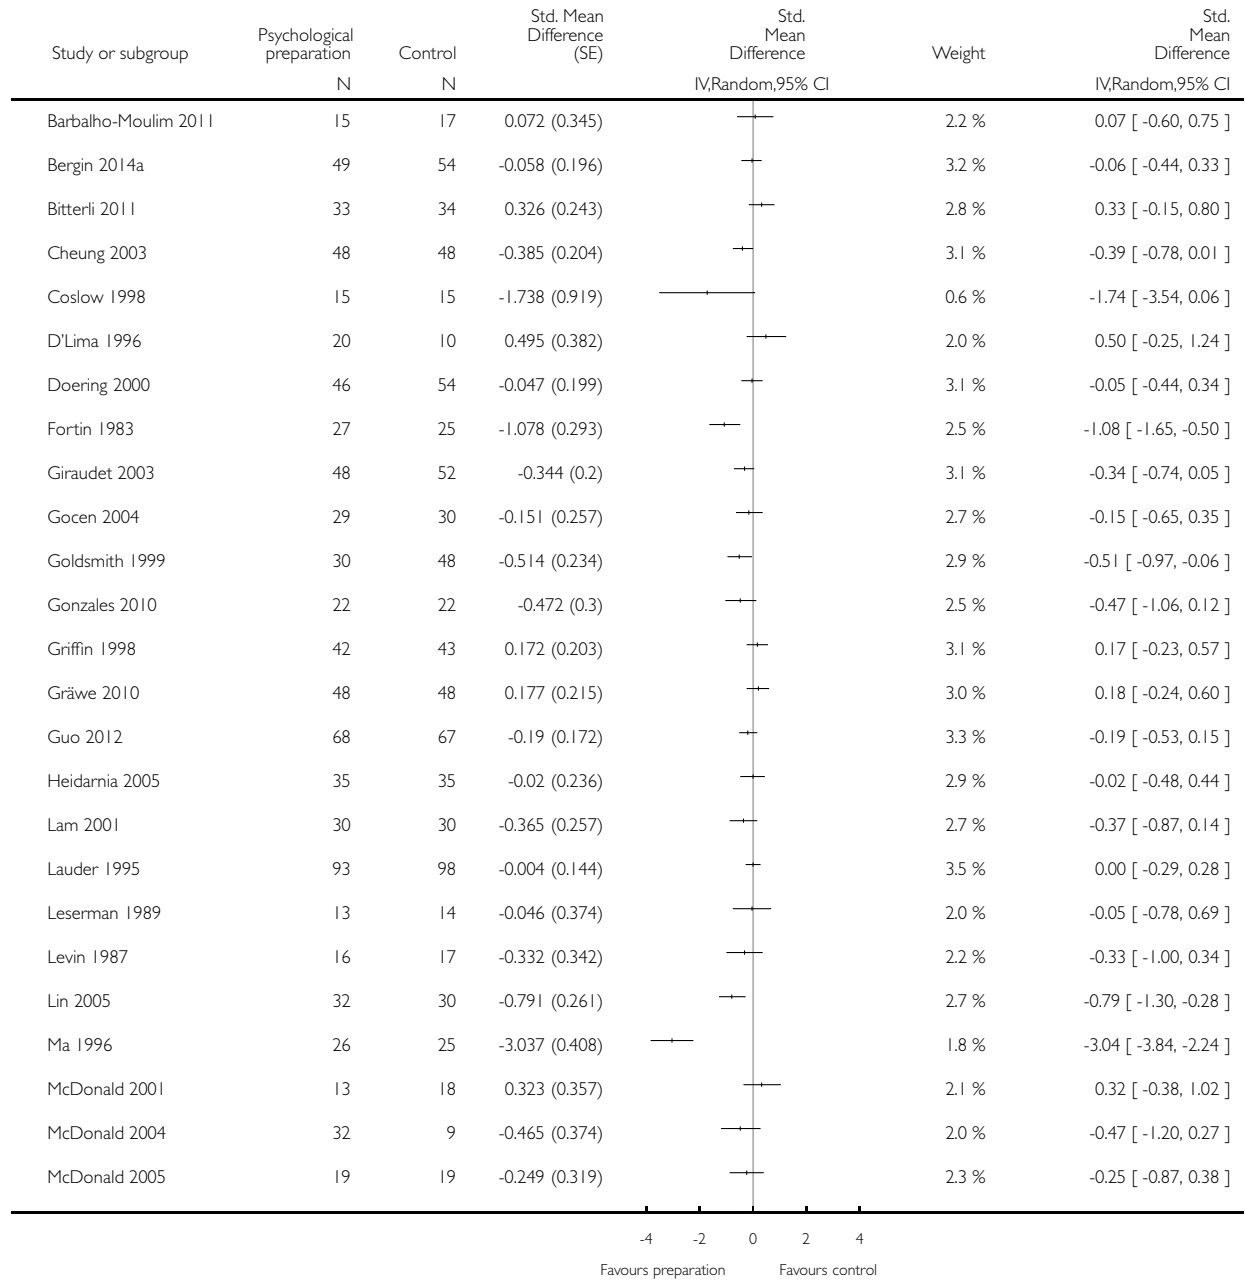 Study or subgroup Psychological preparation Control Std. Mean Difference (SE) Std. Mean Difference Weight Std. Mean Difference
N N IV,Random,95% CI IV,Random,95% CI
Barbalho-Moulim 2011 15 17 0.072 (0.345) 2.2 % 0.07 [ -0.60, 0.75 ]
Bergin 2014a 49 54 -0.058 (0.196) 3.2 % -0.06 [ -0.44, 0.33 ]
Bitterli 2011 33 34 0.326 (0.243) 2.8 % 0.33 [ -0.15, 0.80 ]
Cheung 2003 48 48 -0.385 (0.204) 3.1 % -0.39 [ -0.78, 0.01 ]
Coslow 1998 15 15 -1.738 (0.919) 0.6 % -1.74 [ -3.54, 0.06 ]
D'Lima 1996 20 10 0.495 (0.382) 2.0 % 0.50 [ -0.25, 1.24 ]
Doering 2000 46 54 -0.047 (0.199) 3.1 % -0.05 [ -0.44, 0.34 ]
Fortin 1983 27 25 -1.078 (0.293) 2.5 % -1.08 [ -1.65, -0.50 ]
Giraudet 2003 48 52 -0.344 (0.2) 3.1 % -0.34 [ -0.74, 0.05 ]
Gocen 2004 29 30 -0.151 (0.257) 2.7 % -0.15 [ -0.65, 0.35 ]
Goldsmith 1999 30 48 -0.514 (0.234) 2.9 % -0.51 [ -0.97, -0.06 ]
Gonzales 2010 22 22 -0.472 (0.3) 2.5 % -0.47 [ -1.06, 0.12 ]
Griffin 1998 42 43 0.172 (0.203) 3.1 % 0.17 [ -0.23, 0.57 ]
Gräwe 2010 48 48 0.177 (0.215) 3.0 % 0.18 [ -0.24, 0.60 ]
Guo 2012 68 67 -0.19 (0.172) 3.3 % -0.19 [ -0.53, 0.15 ]
Heidarnia 2005 35 35 -0.02 (0.236) 2.9 % -0.02 [ -0.48, 0.44 ]
Lam 2001 30 30 -0.365 (0.257) 2.7 % -0.37 [ -0.87, 0.14 ]
Lauder 1995 93 98 -0.004 (0.144) 3.5 % 0.00 [ -0.29, 0.28 ]
Leserman 1989 13 14 -0.046 (0.374) 2.0 % -0.05 [ -0.78, 0.69 ]
Levin 1987 16 17 -0.332 (0.342) 2.2 % -0.33 [ -1.00, 0.34 ]
Lin 2005 32 30 -0.791 (0.261) 2.7 % -0.79 [ -1.30, -0.28 ]
Ma 1996 26 25 -3.037 (0.408) 1.8 % -3.04 [ -3.84, -2.24 ]
McDonald 2001 13 18 0.323 (0.357) 2.1 % 0.32 [ -0.38, 1.02 ]
McDonald 2004 32 9 -0.465 (0.374) 2.0 % -0.47 [ -1.20, 0.27 ]
McDonald 2005 19 19 -0.249 (0.319) 2.3 % -0.25 [ -0.87, 0.38 ]
-4 -2 0 2 4
Favours preparation Favours control